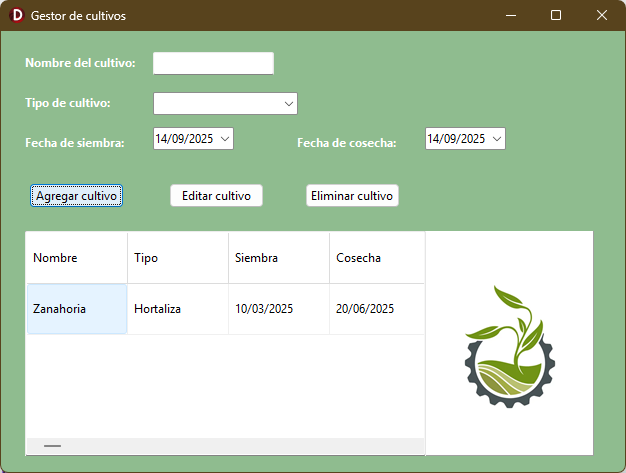 D Gestor de cultivos
Nombre del cultivo:
Tipo de cultivo:
Fecha de siembra: 14/09/2025 Fecha de cosecha: 14/09/2025
Agregar cultivo Editar cultivo Eliminar cultivo
Nombre Tipo Siembra Cosecha
Zanahoria Hortaliza 10/03/2025 20/06/2025